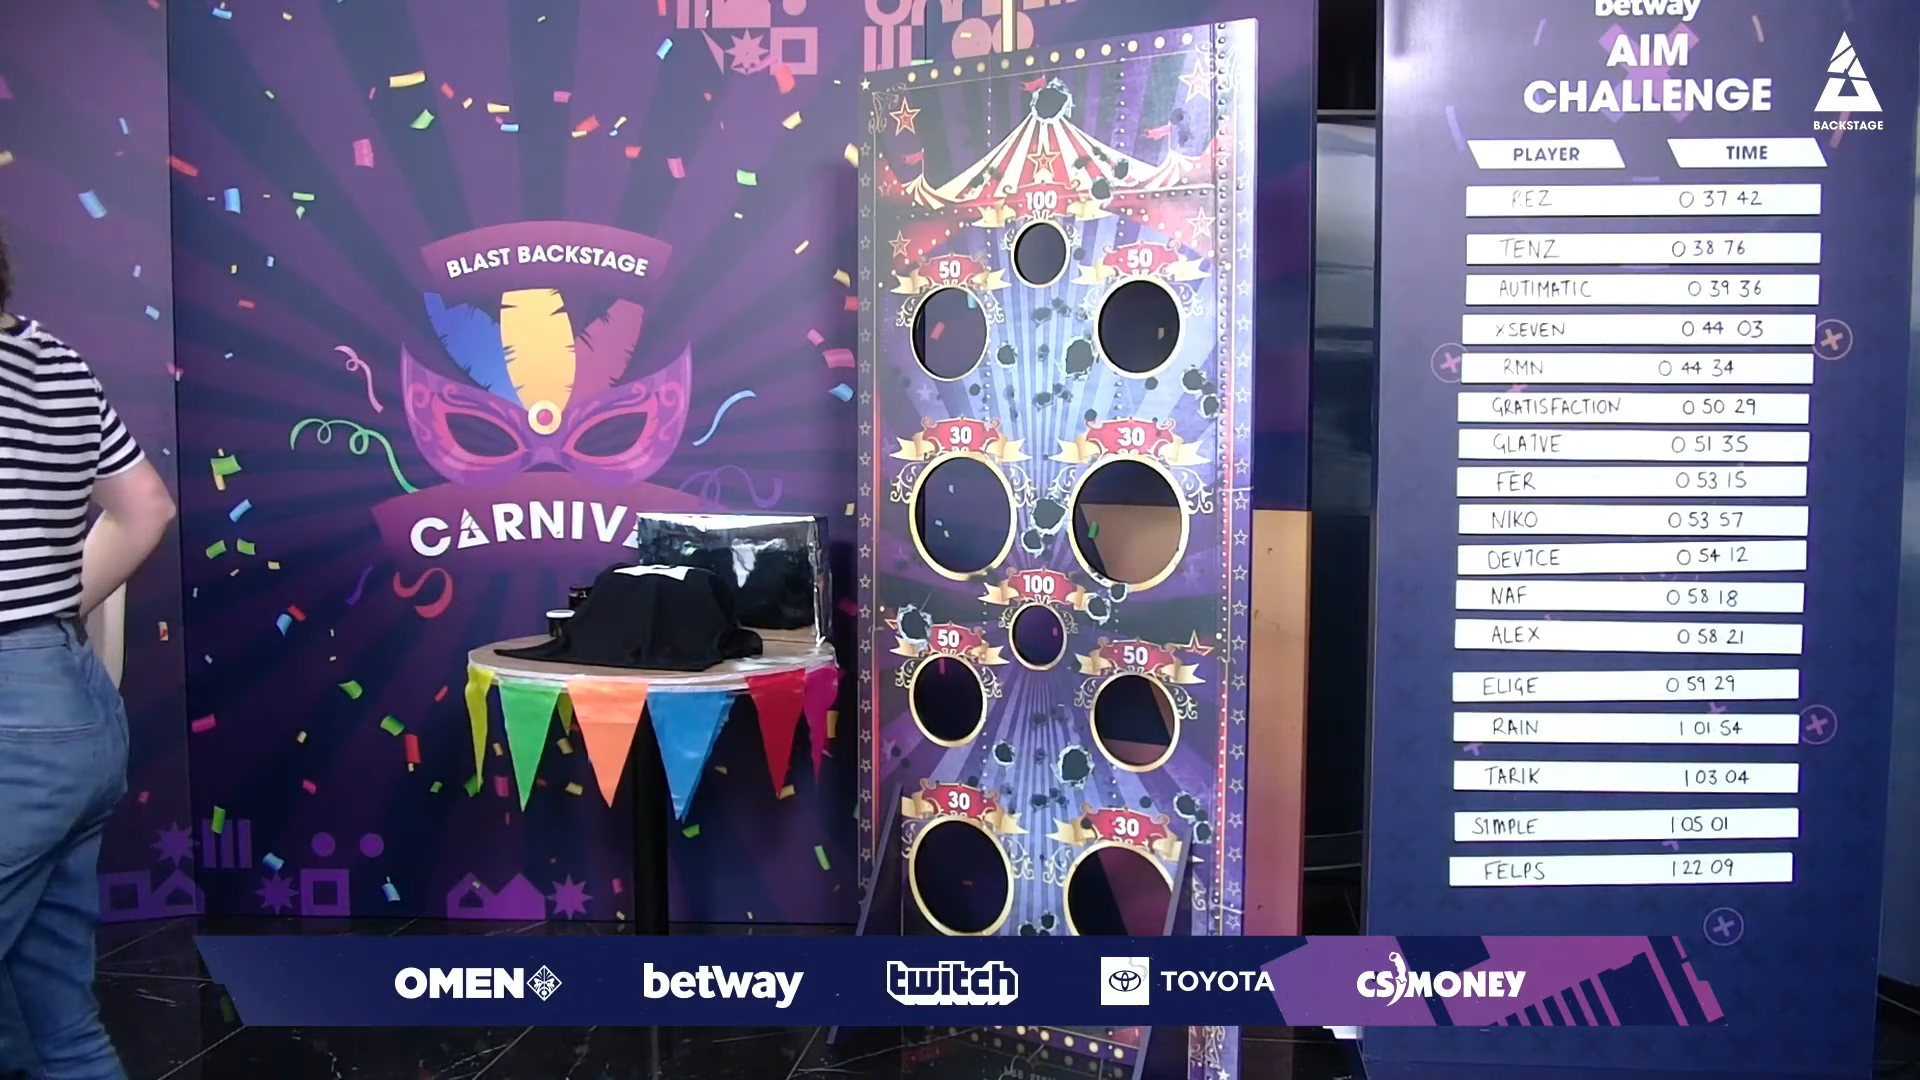 BLAST BACKSTAGE
CARNIVA
100
50 50
30 30
100
50 50
30 30
betway
AIM
CHALLENGE
BACKSTAGE
PLAYER TIME
REZ 0 37 42
TENZ 0 38 76
AUTIMATIC 0 39 36
XSEVEN 0 44 03
RMN 0 44 34
GRATISFACTION 0 50 29
GLA1VE 0 51 35
FER 0 53 15
NIKO 0 53 57
DEV1CE 0 54 12
NAF 0 58 18
ALEX 0 58 21
ELIGE 0 59 29
RAIN 1 01 54
TARIK 1 03 04
S1MPLE 1 05 01
FELPS 1 22 09
OMEN betway twitch TOYOTA CS MONEY